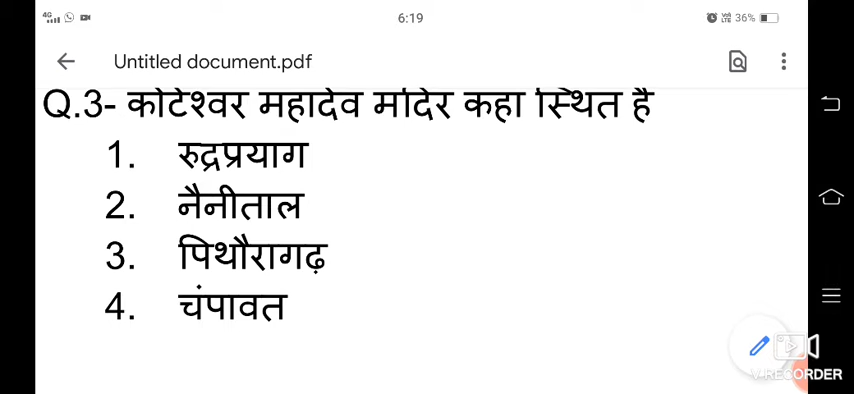 4G 6:19 36%
Untitled document.pdf
Q.3- कोटेश्वर महादेव मंदिर कहा स्थित है
1. रुद्रप्रयाग
2. नैनीताल
3. पिथौरागढ़
4. चंपावत
V-RECORDER